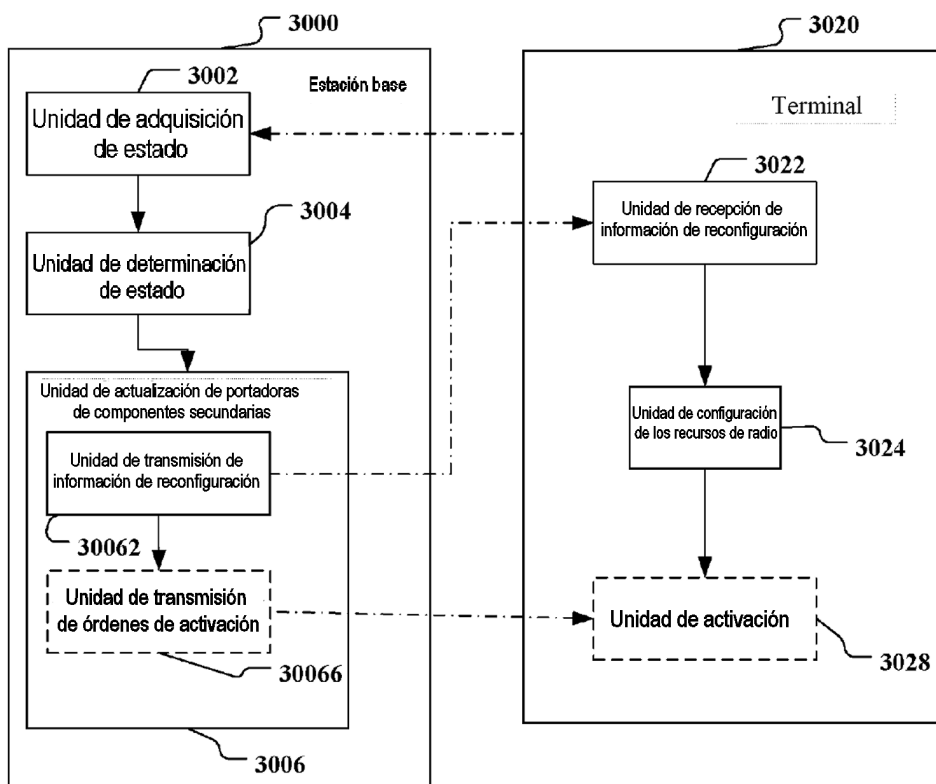 3000
3020
3002
Estación base
Unidad de adquisición
de estado
Terminal
3022
Unidad de recepción de
información de reconfiguración
3004
Unidad de determinación
de estado
Unidad de actualización de portadoras
de componentes secundarias
Unidad de transmisión de
información de reconfiguración
30062
Unidad de configuración
de los recursos de radio
3024
Unidad de transmisión
de órdenes de activación
30066
Unidad de activación
3028
3006